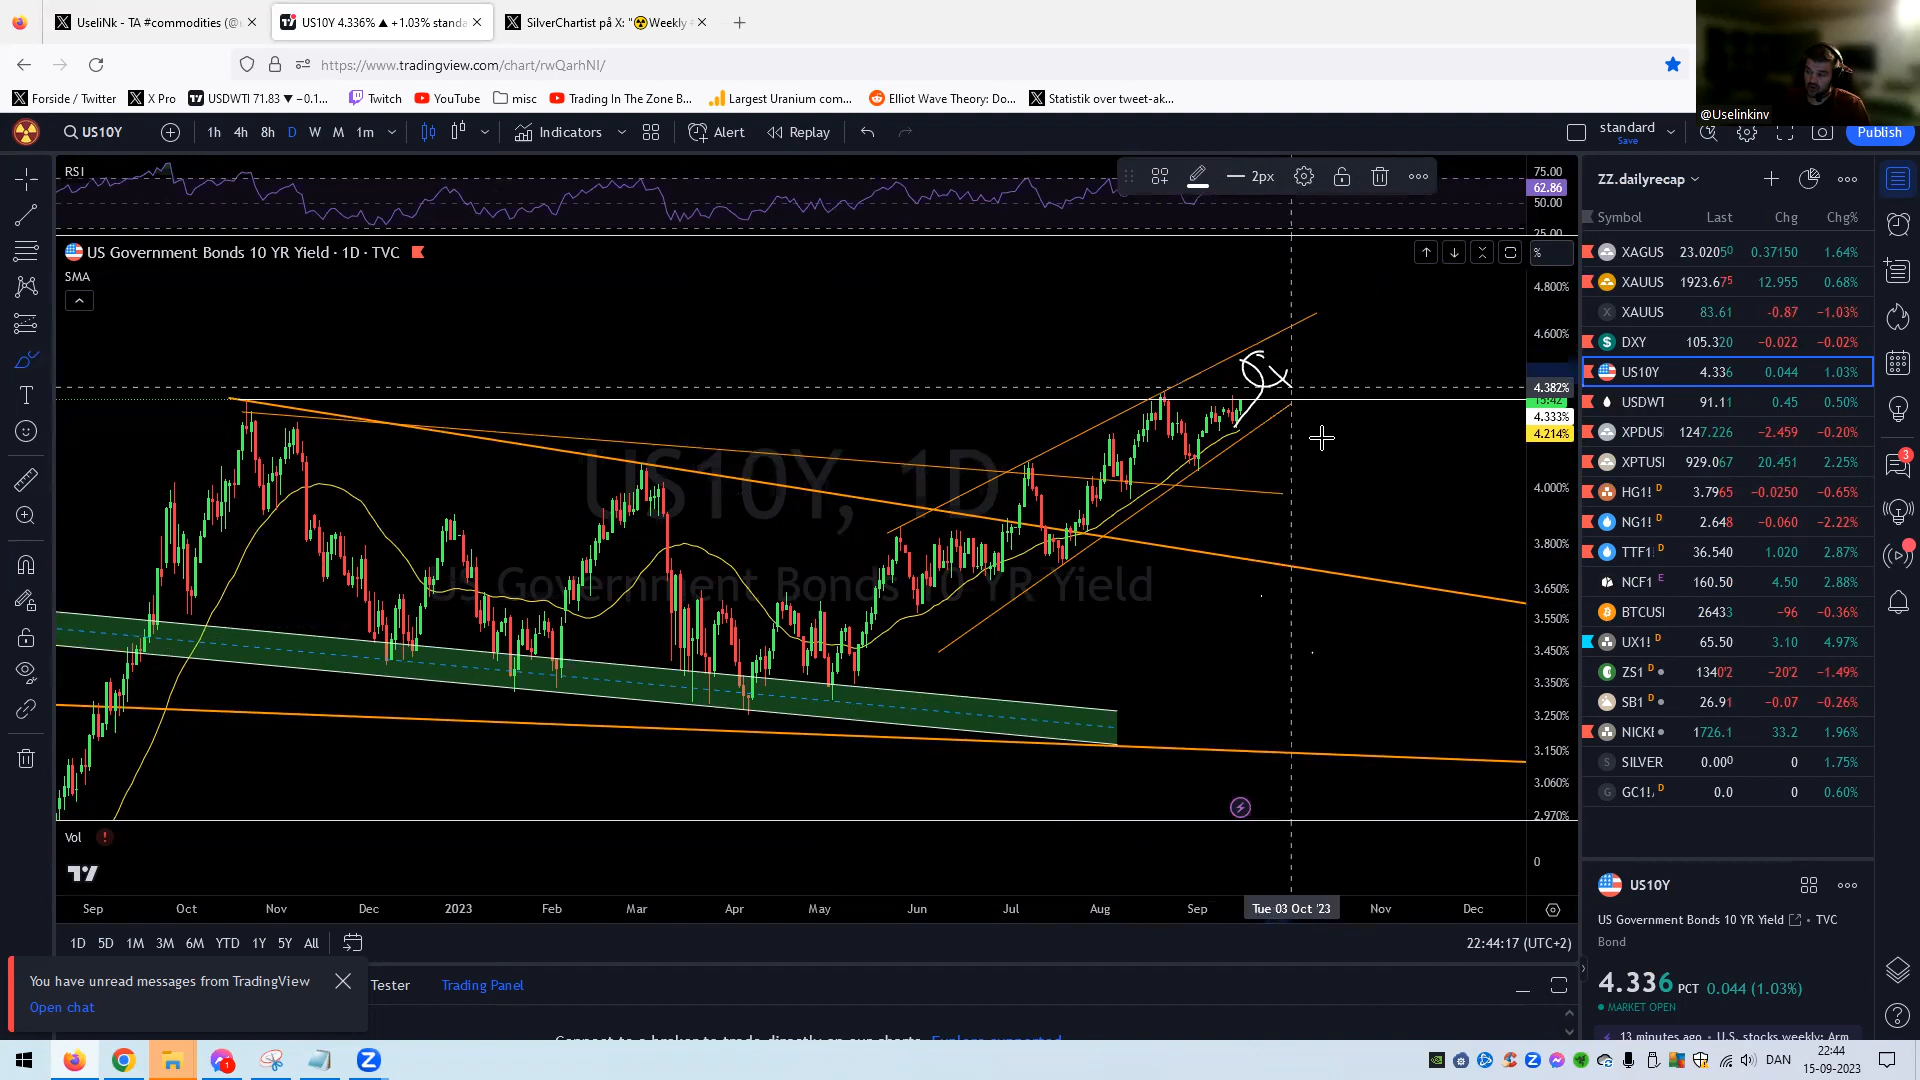 UseliNk - TA #commodities (@
US10Y 4.336% ▲ +1.03% standa
SilverChartist på X: "☢Weekly
https://www.tradingview.com/chart/rwQarhNI/
Forside / Twitter
X Pro
USDWTI 71.83 ▼ −0.1...
Twitch
YouTube
misc
Trading In The Zone B...
Largest Uranium com...
Elliot Wave Theory: Do...
Statistik over tweet-ak...
@Uselinkinv
US10Y
1h 4h 8h D W M 1m
Indicators
Alert
Replay
standard
Save
Publish
RSI
2px
75.00
62.86
50.00
25.00
US Government Bonds 10 YR Yield · 1D · TVC
SMA
%
4.800%
4.600%
4.382%
15:42
4.333%
4.214%
4.000%
3.800%
3.650%
3.550%
3.450%
3.350%
3.250%
3.150%
3.060%
2.970%
US10Y, 1D
US Government Bonds 10 YR Yield
Vol
!
0
Sep Oct Nov Dec 2023 Feb Mar Apr May Jun Jul Aug Sep Tue 03 Oct '23 Nov Dec
1D 5D 1M 3M 6M YTD 1Y 5Y All
22:44:17 (UTC+2)
You have unread messages from TradingView
Open chat
Tester
Trading Panel
Connect to a broker to trade directly on our charts. Explore supported
ZZ.dailyrecap
Symbol Last Chg Chg%
XAGUS 23.0205⁰ 0.37150 1.64%
XAUUS 1923.67⁵ 12.955 0.68%
XAUUS 83.61 −0.87 −1.03%
DXY 105.320 −0.022 −0.02%
US10Y 4.336 0.044 1.03%
USDWT 91.11 0.45 0.50%
XPDUS 1247.226 −2.459 −0.20%
XPTUSI 929.067 20.451 2.25%
HG1! D 3.7965 −0.0250 −0.65%
NG1! D 2.648 −0.060 −2.22%
TTF1 D 36.540 1.020 2.87%
NCF1 E 160.50 4.50 2.88%
BTCUSI 26433 −96 −0.36%
UX1! D 65.50 3.10 4.97%
ZS1 D 1340'2 −20'2 −1.49%
SB1 D 26.91 −0.07 −0.26%
NICKE 1726.1 33.2 1.96%
SILVER 0.00⁰ 0 1.75%
GC1!/ D 0.0 0 0.60%
3
US10Y
US Government Bonds 10 YR Yield • TVC
Bond
4.336 PCT 0.044 (1.03%)
MARKET OPEN
13 minutes ago • U.S. stocks weekly: Arm
1
DAN
22:44
15-09-2023